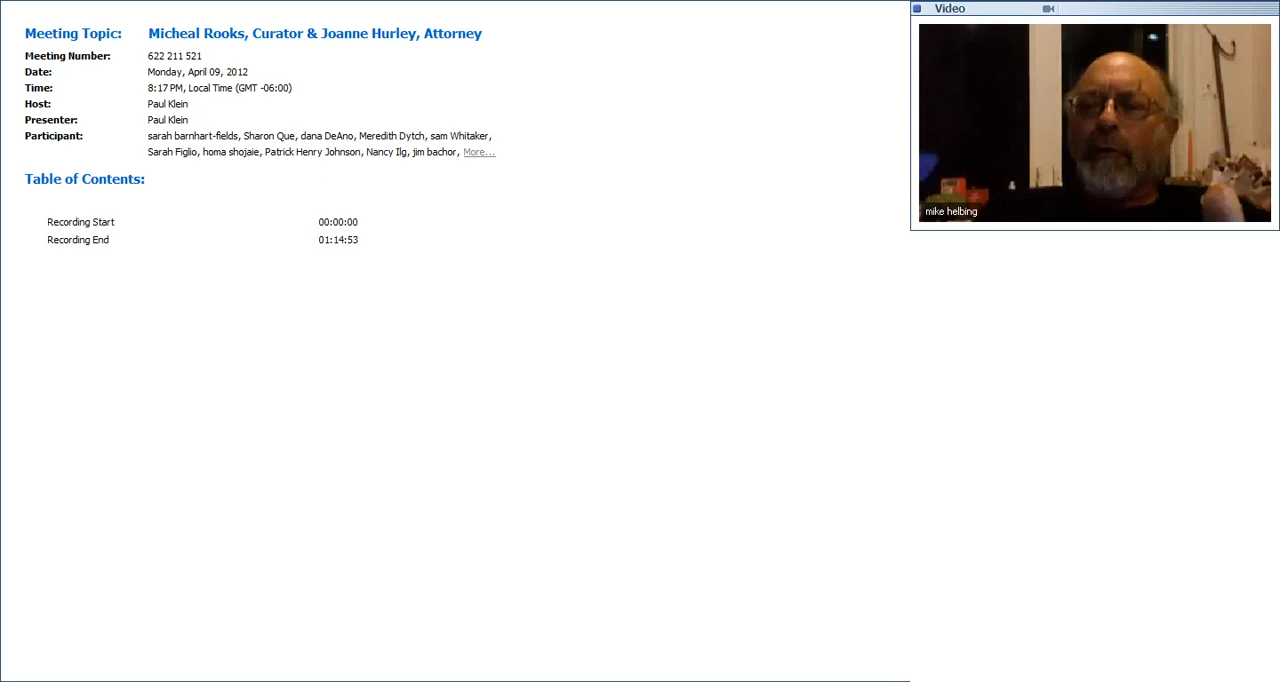 Meeting Topic: Micheal Rooks, Curator & Joanne Hurley, Attorney
Meeting Number: 622 211 521
Date: Monday, April 09, 2012
Time: 8:17 PM, Local Time (GMT -06:00)
Host: Paul Klein
Presenter: Paul Klein
Participant: sarah barnhart-fields, Sharon Que, dana DeAno, Meredith Dytch, sam Whitaker,
Sarah Figlio, homa shojaie, Patrick Henry Johnson, Nancy Ilg, jim bachor, More...
Table of Contents:
Recording Start 00:00:00
Recording End 01:14:53
Video
mike helbing